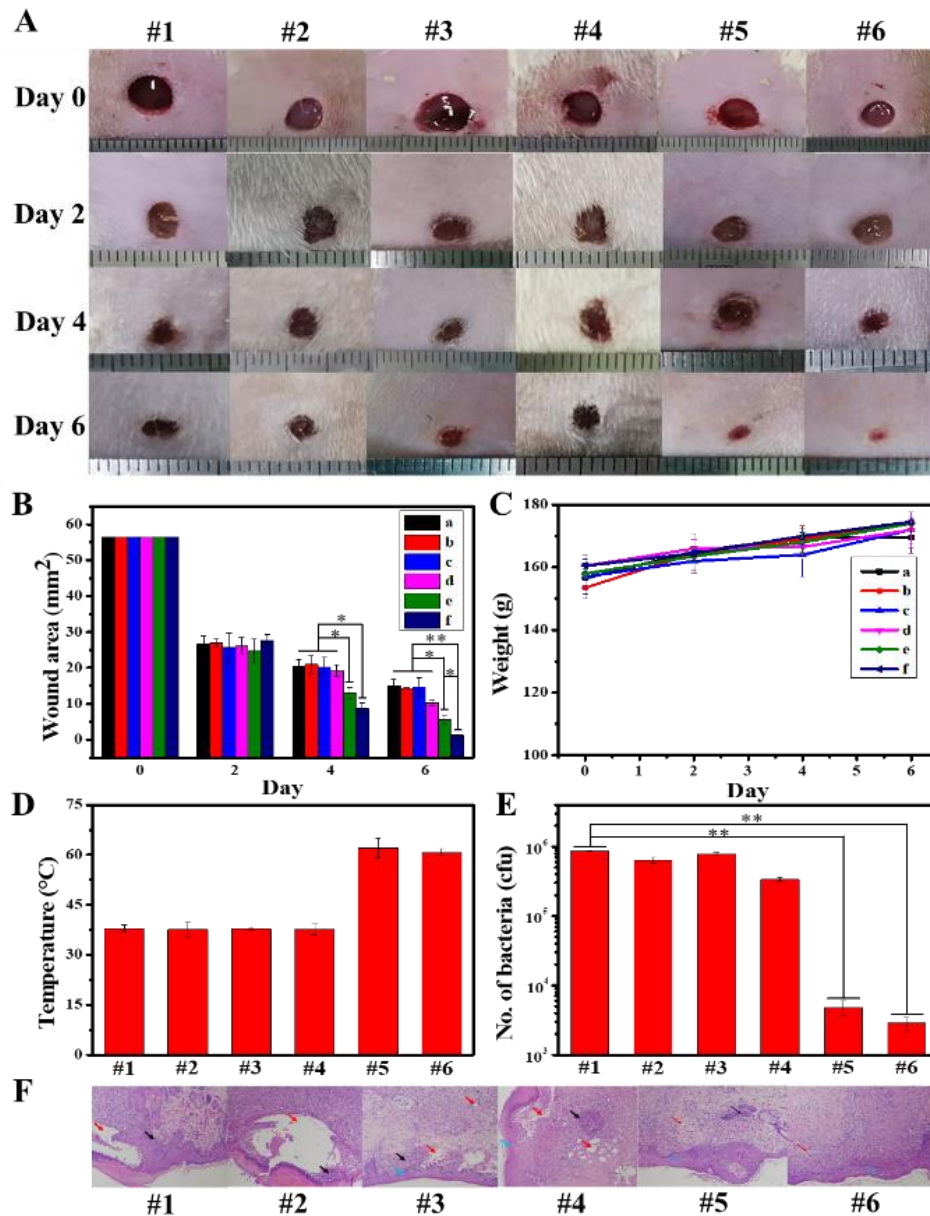 A
#1 #2 #3 #4 #5 #6
Day 0
Day 2
Day 4
Day 6
B
Wound area (mm²)
60
50
40
30
20
10
0
a
b
c
d
e
f
* * ** * *
0 2 4 6
Day
C
Weight (g)
180
160
140
120
100
a
b
c
d
e
f
0 1 2 3 4 5 6
Day
D
Temperature (°C)
75
60
45
30
15
0
#1 #2 #3 #4 #5 #6
E
No. of bacteria (cfu)
10⁶
10⁵
10⁴
10³
**
**
#1 #2 #3 #4 #5 #6
F
#1 #2 #3 #4 #5 #6